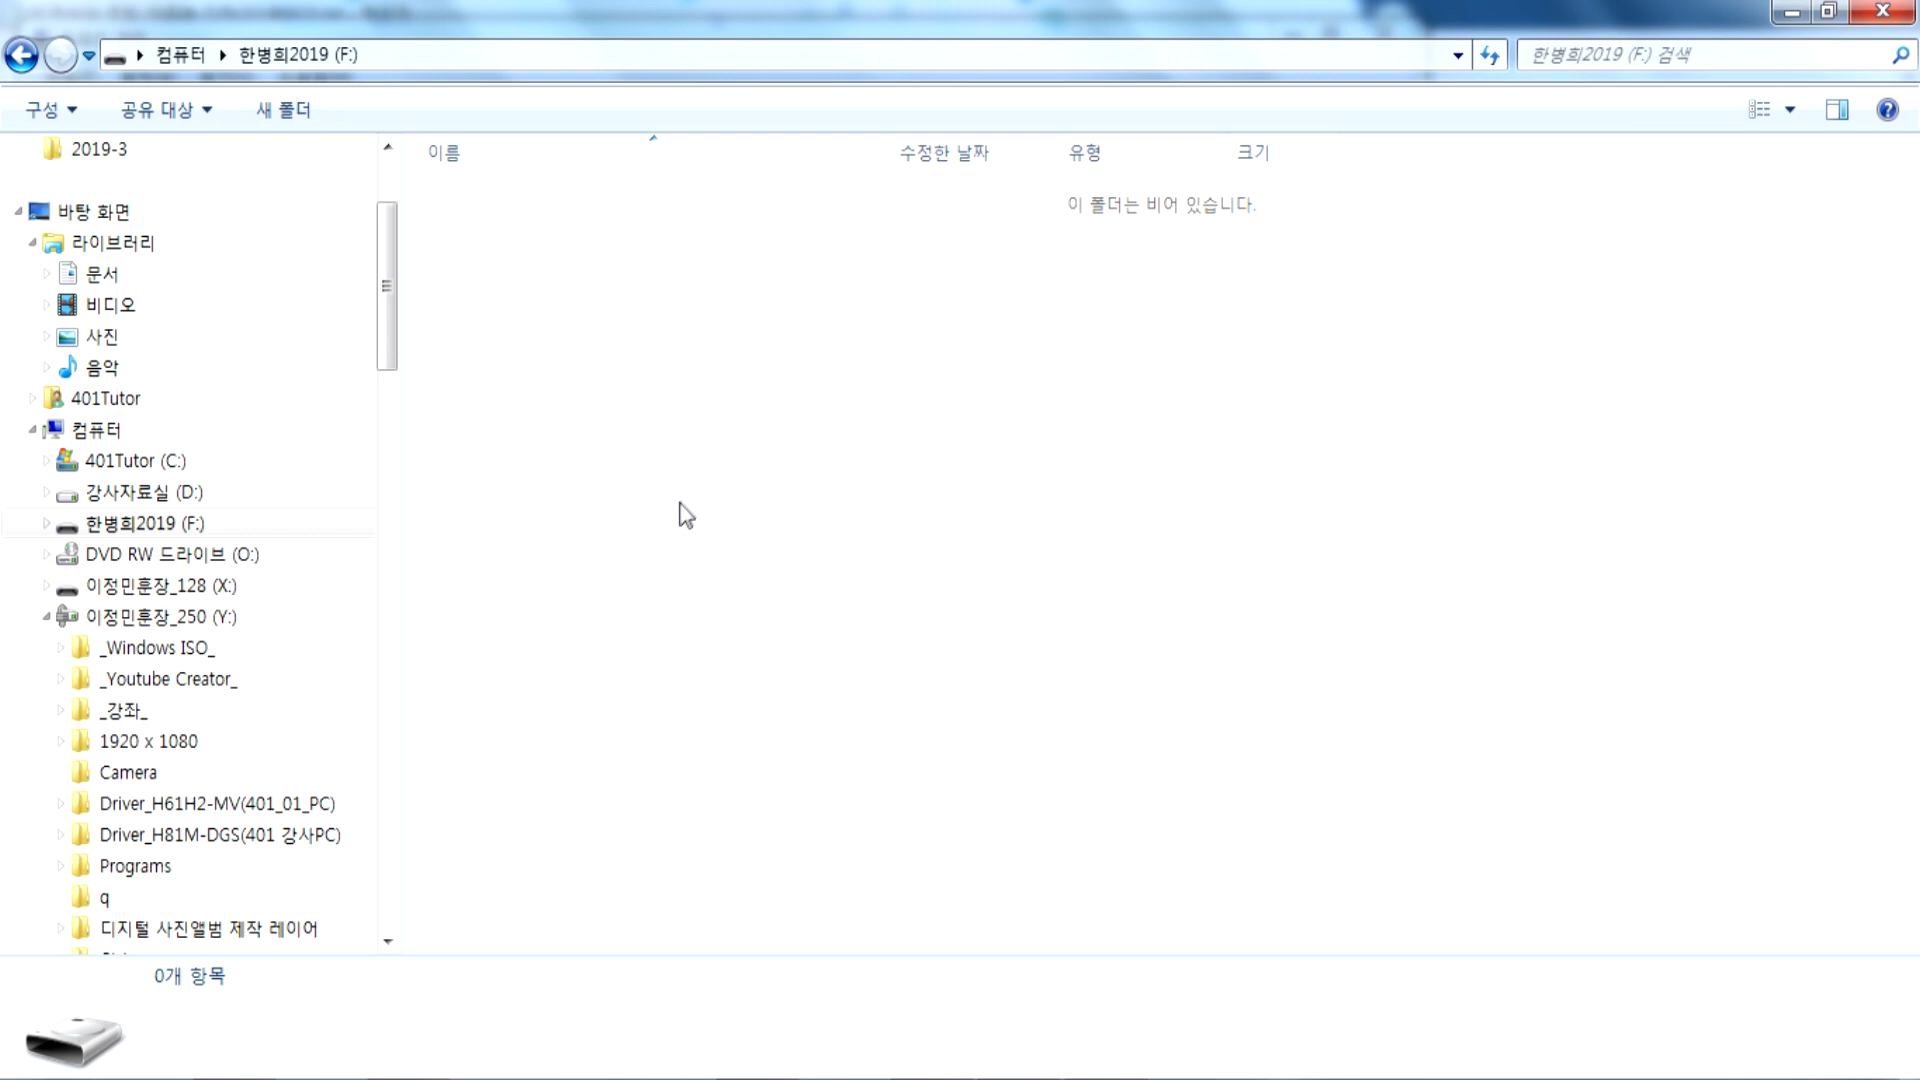 컴퓨터 한병희2019 (F:)
한병희2019 (F:) 검색
구성 공유 대상 새 폴더
2019-3
이름 수정한 날짜 유형 크기
이 폴더는 비어 있습니다.
바탕 화면
라이브러리
문서
비디오
사진
음악
401Tutor
컴퓨터
401Tutor (C:)
강사자료실 (D:)
한병희2019 (F:)
DVD RW 드라이브 (O:)
이정민훈장_128 (X:)
이정민훈장_250 (Y:)
_Windows ISO_
_Youtube Creator_
_강좌_
1920 x 1080
Camera
Driver_H61H2-MV(401_01_PC)
Driver_H81M-DGS(401 강사PC)
Programs
q
디지털 사진앨범 제작 레이어
0개 항목